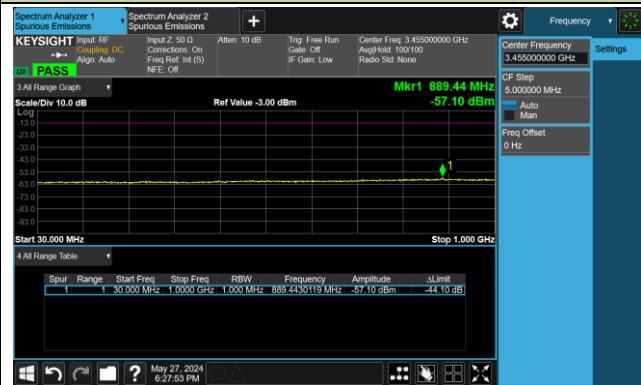 Spectrum Analyzer 1
Spurious Emissions
Spectrum Analyzer 2
Spurious Emissions
Frequency
KEYSIGHT
Input: RF
Coupling: DC
Align: Auto
Input Z: 50 Ω
Corrections: On
Freq Ref: Int (S)
NFE: Off
Atten: 10 dB
Trig: Free Run
Gate: Off
IF Gain: Low
Center Freq: 3.455000000 GHz
Avg|Hold: 100/100
Radio Std: None
LXI
PASS
Center Frequency
3.455000000 GHz
Settings
CF Step
5.000000 MHz
Auto
Man
Freq Offset
0 Hz
3 All Range Graph
Mkr1 889.44 MHz
Scale/Div 10.0 dB
Ref Value -3.00 dBm
-57.10 dBm
Log
-13.0
-23.0
-33.0
-43.0
-53.0
-63.0
-73.0
-83.0
-93.0
1
Start 30.000 MHz
Stop 1.000 GHz
4 All Range Table
Spur Range Start Freq Stop Freq RBW Frequency Amplitude ΔLimit
1 1 30.000 MHz 1.0000 GHz 1.000 MHz 889.4430119 MHz -57.10 dBm -44.10 dB
?
May 27, 2024
6:27:53 PM